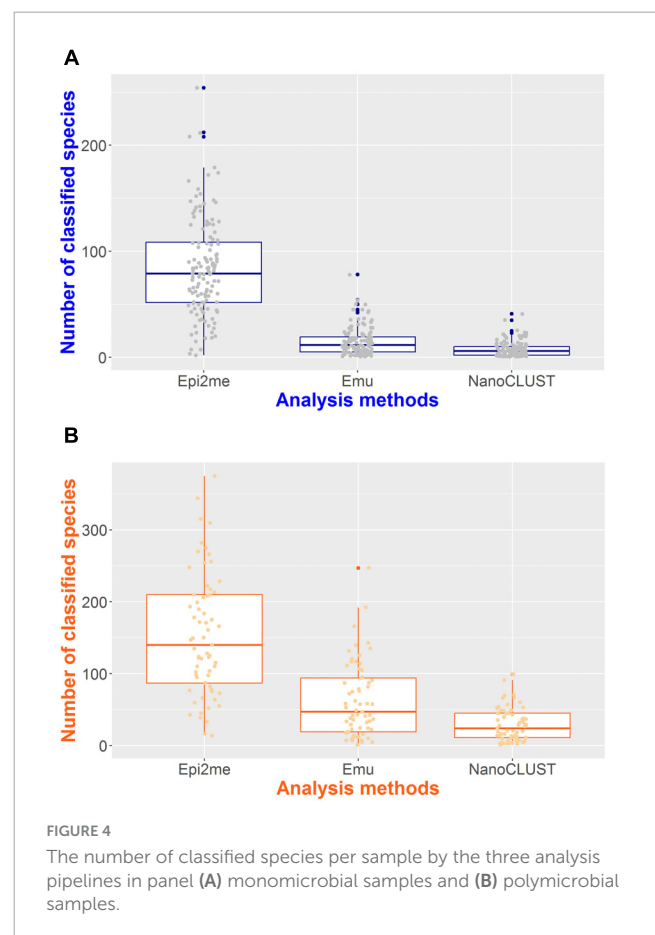 A
Number of classified species
200
100
0
Epi2me Emu NanoCLUST
Analysis methods
B
Number of classified species
300
200
100
0
Epi2me Emu NanoCLUST
Analysis methods
FIGURE 4
The number of classified species per sample by the three analysis
pipelines in panel (A) monomicrobial samples and (B) polymicrobial
samples.